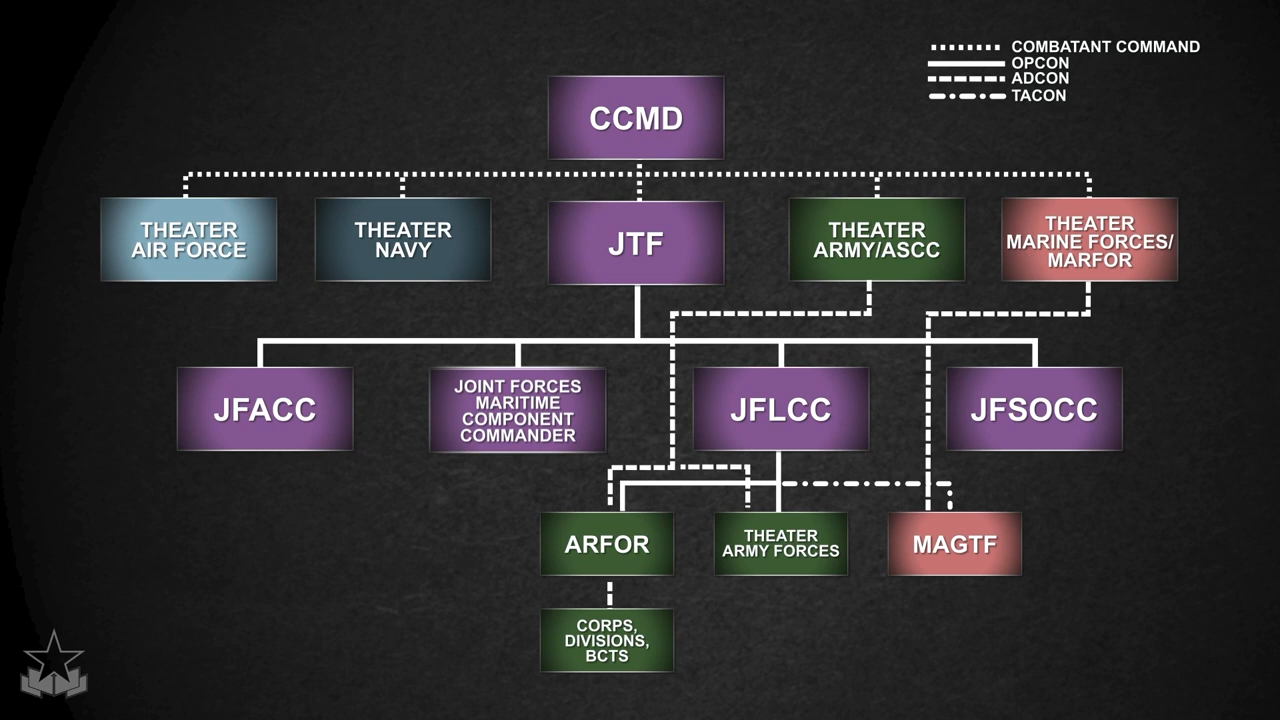 COMBATANT COMMAND
OPCON
ADCON
TACON
CCMD
THEATER
AIR FORCE
THEATER
NAVY
JTF
THEATER
ARMY/ASCC
THEATER
MARINE FORCES/
MARFOR
JFACC
JOINT FORCES
MARITIME
COMPONENT
COMMANDER
JFLCC
JFSOCC
ARFOR
THEATER
ARMY FORCES
MAGTF
CORPS,
DIVISIONS,
BCTS